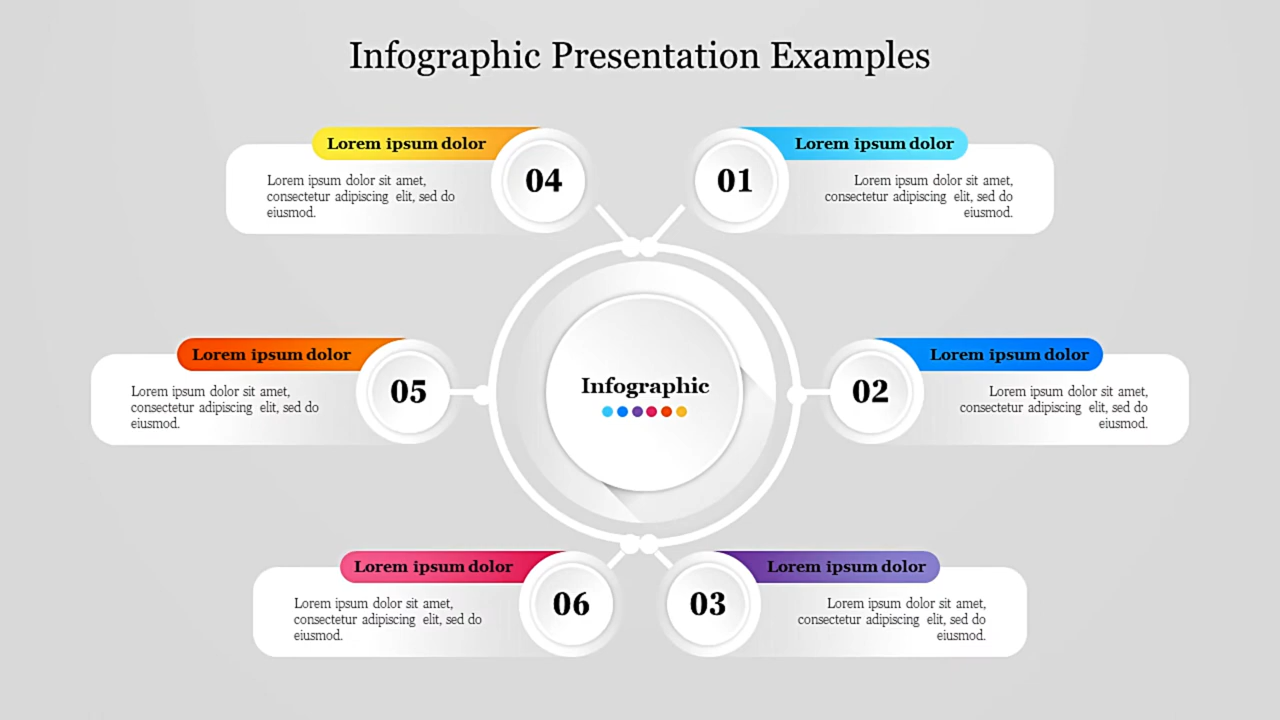 Infographic Presentation Examples
Lorem ipsum dolor
04
Lorem ipsum dolor sit amet,
consectetur adipiscing elit, sed do
eiusmod.
Lorem ipsum dolor
01
Lorem ipsum dolor sit amet,
consectetur adipiscing elit, sed do
eiusmod.
Lorem ipsum dolor
05
Lorem ipsum dolor sit amet,
consectetur adipiscing elit, sed do
eiusmod.
Infographic
Lorem ipsum dolor
02
Lorem ipsum dolor sit amet,
consectetur adipiscing elit, sed do
eiusmod.
Lorem ipsum dolor
06
Lorem ipsum dolor sit amet,
consectetur adipiscing elit, sed do
eiusmod.
Lorem ipsum dolor
03
Lorem ipsum dolor sit amet,
consectetur adipiscing elit, sed do
eiusmod.